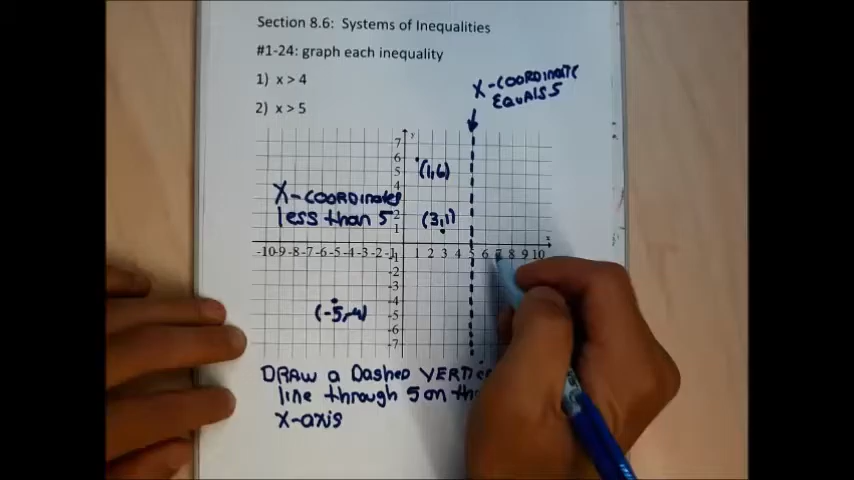 Section 8.6: Systems of Inequalities
#1-24: graph each inequality
1) x > 4
2) x > 5
X-COORDINATE
EQUALS 5
y
7
6
(1,6)
5
4
X-COORDINATES
less than 5
2
(3,1)
1
x
-10-9-8-7-6-5-4-3-2-1 1 2 3 4 5 6 7 8 9 10
-1
-2
-3
-4
(-5,-4)
-5
-6
-7
DRAW a Dashed
line through 5 on
X-axis